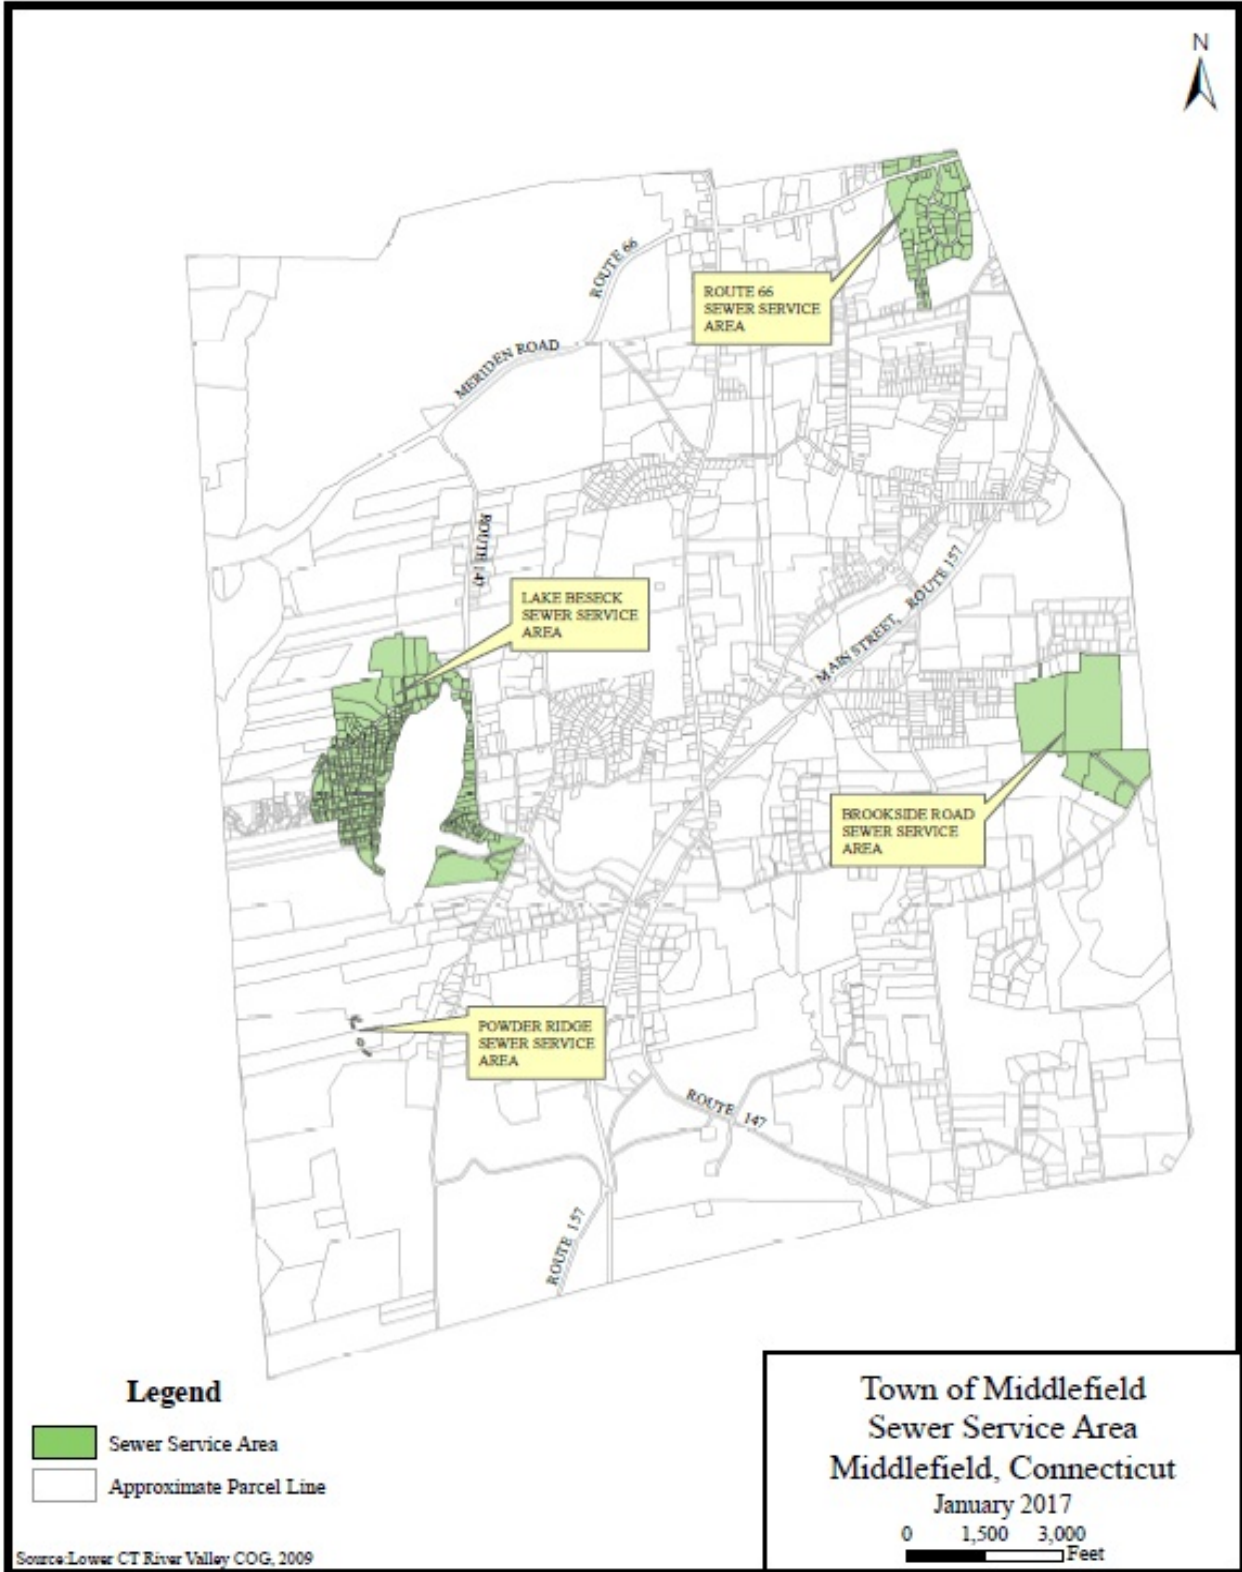 N
ROUTE 66
ROUTE 66
SEWER SERVICE
AREA
MERIDEN ROAD
ROUTE 147
LAKE BESECK
SEWER SERVICE
AREA
ROUTE 157
MAIN STREET,
BROOKSIDE ROAD
SEWER SERVICE
AREA
POWDER RIDGE
SEWER SERVICE
AREA
ROUTE 147
ROUTE 157
Legend
Sewer Service Area
Approximate Parcel Line
Source:Lower CT River Valley COG, 2009
Town of Middlefield
Sewer Service Area
Middlefield, Connecticut
January 2017
0 1,500 3,000
Feet